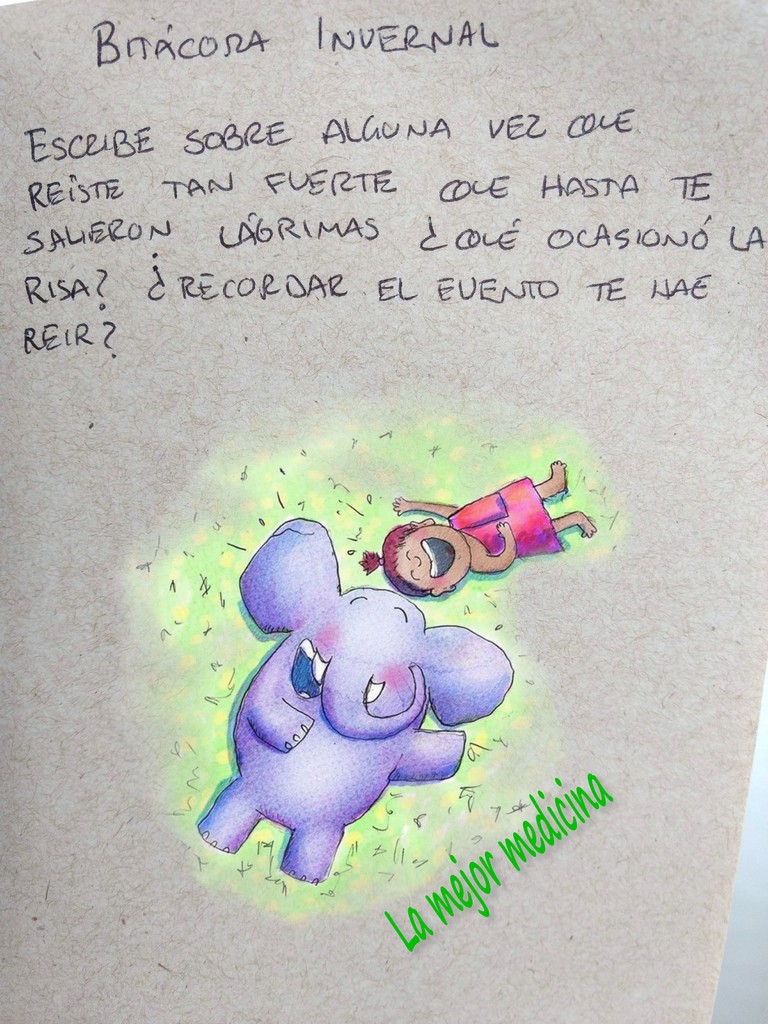 BITÁCORA INVERNAL
ESCRIBE SOBRE ALGUNA VEZ QUE
REÍSTE TAN FUERTE QUE HASTA TE
SALIERON LÁGRIMAS ¿QUÉ OCASIONÓ LA
RISA? ¿RECORDAR EL EVENTO TE HAE
REIR?
La mejor medicina